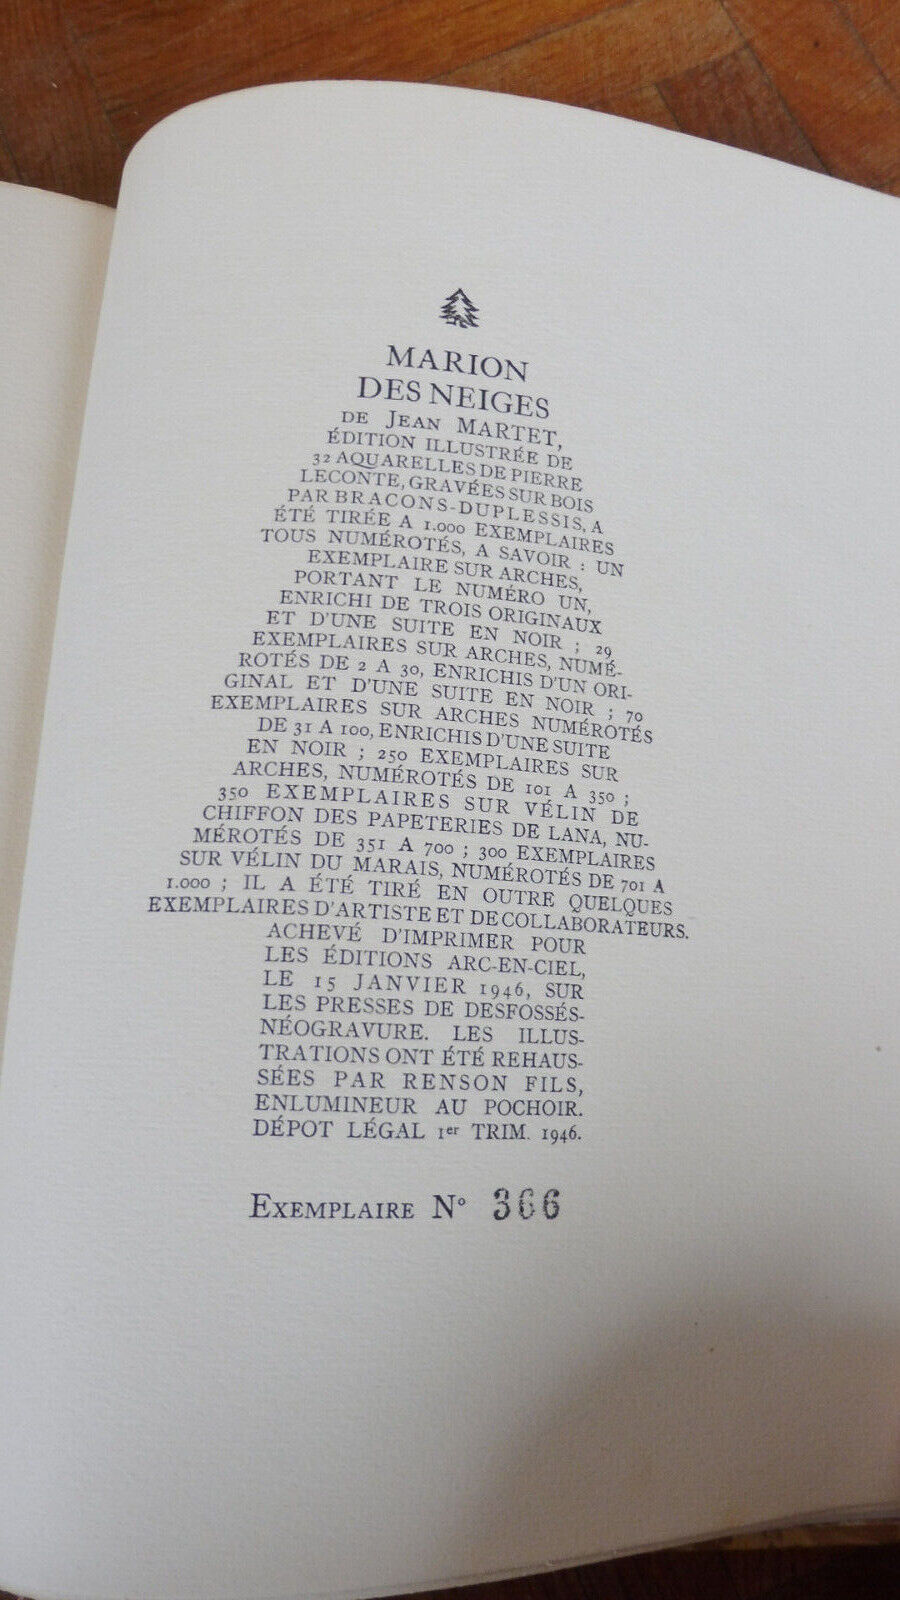 MARION
DES NEIGES
DE JEAN MARTET,
ÉDITION ILLUSTRÉE DE
32 AQUARELLES DE PIERRE
LECONTE, GRAVÉES SUR BOIS
PAR BRACONS-DUPLESSIS, A
ÉTÉ TIRÉE A 1.000 EXEMPLAIRES
TOUS NUMÉROTÉS, A SAVOIR : UN
EXEMPLAIRE SUR ARCHES,
PORTANT LE NUMÉRO UN,
ENRICHI DE TROIS ORIGINAUX
ET D'UNE SUITE EN NOIR ; 29
EXEMPLAIRES SUR ARCHES, NUMÉ-
ROTÉS DE 2 A 30, ENRICHIS D'UN ORI-
GINAL ET D'UNE SUITE EN NOIR ; 70
EXEMPLAIRES SUR ARCHES NUMÉROTÉS
DE 31 A 100, ENRICHIS D'UNE SUITE
EN NOIR ; 250 EXEMPLAIRES SUR
ARCHES, NUMÉROTÉS DE 101 A 350 ;
350 EXEMPLAIRES SUR VÉLIN DE
CHIFFON DES PAPETERIES DE LANA, NU-
MÉROTÉS DE 351 A 700 ; 300 EXEMPLAIRES
SUR VÉLIN DU MARAIS, NUMÉROTÉS DE 701 A
1.000 ; IL A ÉTÉ TIRÉ EN OUTRE QUELQUES
EXEMPLAIRES D'ARTISTE ET DE COLLABORATEURS.
ACHEVÉ D'IMPRIMER POUR
LES ÉDITIONS ARC-EN-CIEL,
LE 15 JANVIER 1946, SUR
LES PRESSES DE DESFOSSÉS-
NÉOGRAVURE. LES ILLUS-
TRATIONS ONT ÉTÉ REHAUS-
SÉES PAR RENSON FILS,
ENLUMINEUR AU POCHOIR.
DÉPOT LÉGAL 1er TRIM. 1946.
EXEMPLAIRE N° 366